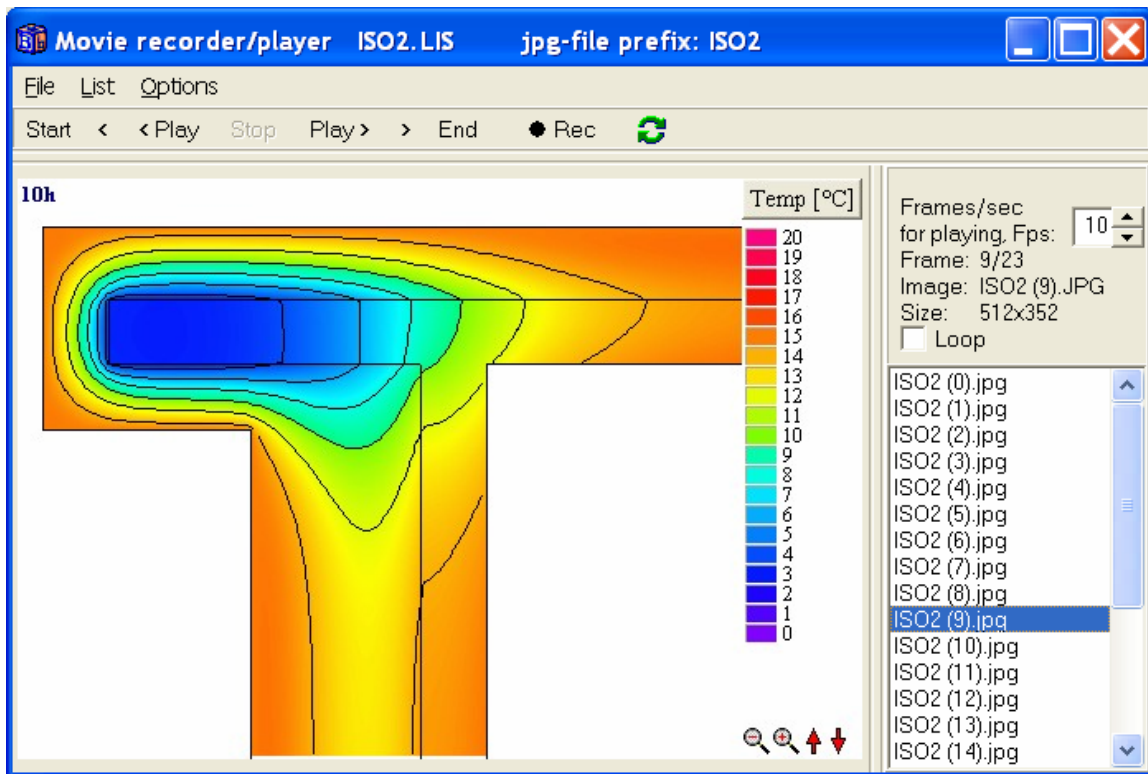 Movie recorder/player ISO2.LIS jpg-file prefix: ISO2
File List Options
Start < < Play Stop Play > > End ● Rec
10h
Temp [°C]
20
19
18
17
16
15
14
13
12
11
10
9
8
7
6
5
4
3
2
1
0
Frames/sec
for playing, Fps: 10
Frame: 9/23
Image: ISO2 (9).JPG
Size: 512x352
Loop
ISO2 (0).jpg
ISO2 (1).jpg
ISO2 (2).jpg
ISO2 (3).jpg
ISO2 (4).jpg
ISO2 (5).jpg
ISO2 (6).jpg
ISO2 (7).jpg
ISO2 (8).jpg
ISO2 (9).jpg
ISO2 (10).jpg
ISO2 (11).jpg
ISO2 (12).jpg
ISO2 (13).jpg
ISO2 (14).jpg